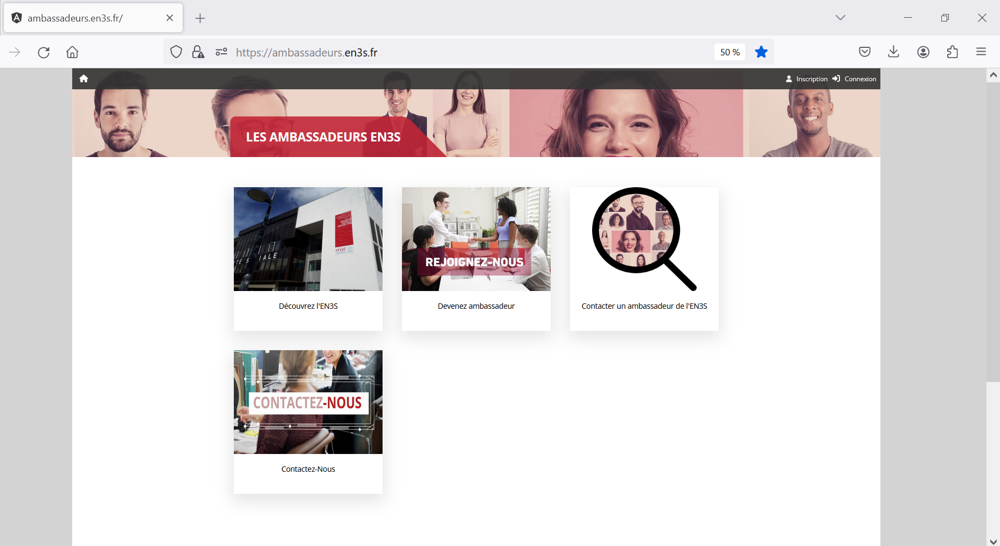 ambassadeurs.en3s.fr/
https://ambassadeurs.en3s.fr
50 %
Inscription
Connexion
LES AMBASSADEURS EN3S
en3s
TÉ S IALE
REJOIGNEZ-NOUS
Découvrez l'EN3S
Devenez ambassadeur
Contacter un ambassadeur de l'EN3S
CONTACTEZ-NOUS
Contactez-Nous